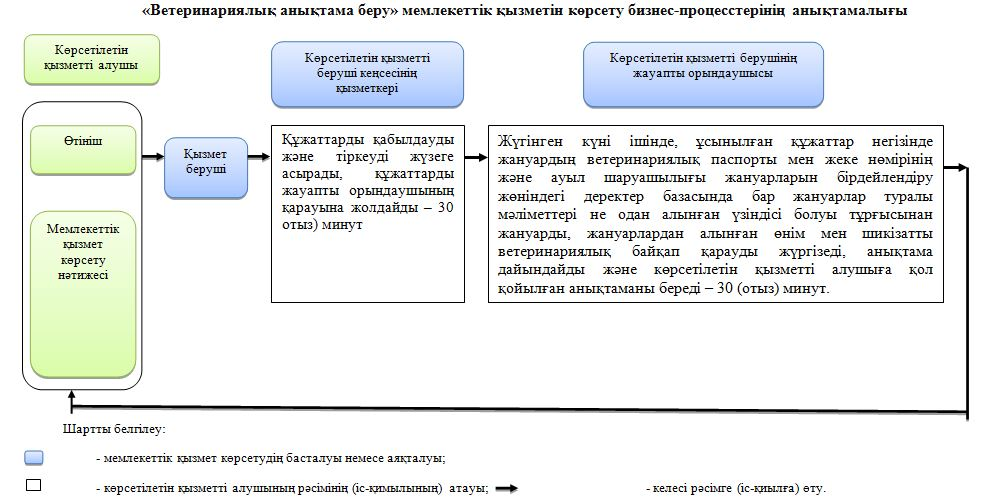 «Ветеринариялық анықтама беру» мемлекеттік қызметін көрсету бизнес-процесстерінің анықтамалығы
Көрсетілетін
қызметті алушы
Көрсетілетін қызметті
беруші кеңсесінің
қызметкері
Көрсетілетін қызметті берушінің
жауапты орындаушысы
Өтініш
Қызмет
беруші
Құжаттарды қабылдауды
және тіркеуді жүзеге
асырады, құжаттарды
жауапты орындаушының
қарауына жолдайды – 30
отыз) минут
Жүгінген күні ішінде, ұсынылған құжаттар негізінде
жануардың ветеринариялық паспорты мен жеке нөмірінің
және ауыл шаруашылығы жануарларын бірдейлендіру
жөніндегі деректер базасында бар жануарлар туралы
мәліметтері не одан алынған үзіндісі болуы тұрғысынан
жануарды, жануарлардан алынған өнім мен шикізатты
ветеринариялық байқап қарауды жүргізеді, анықтама
дайындайды және көрсетілетін қызметті алушыға қол
қойылған анықтаманы береді – 30 (отыз) минут.
Мемлекеттік
қызмет
көрсету
нәтижесі
Шартты белгілеу:
- мемлекеттік қызмет көрсетудің басталуы немесе аяқталуы;
- көрсетілетін қызметті алушының рәсімінің (іс-қимылының) атауы; - келесі рәсімге (іс-қиылға) өту.